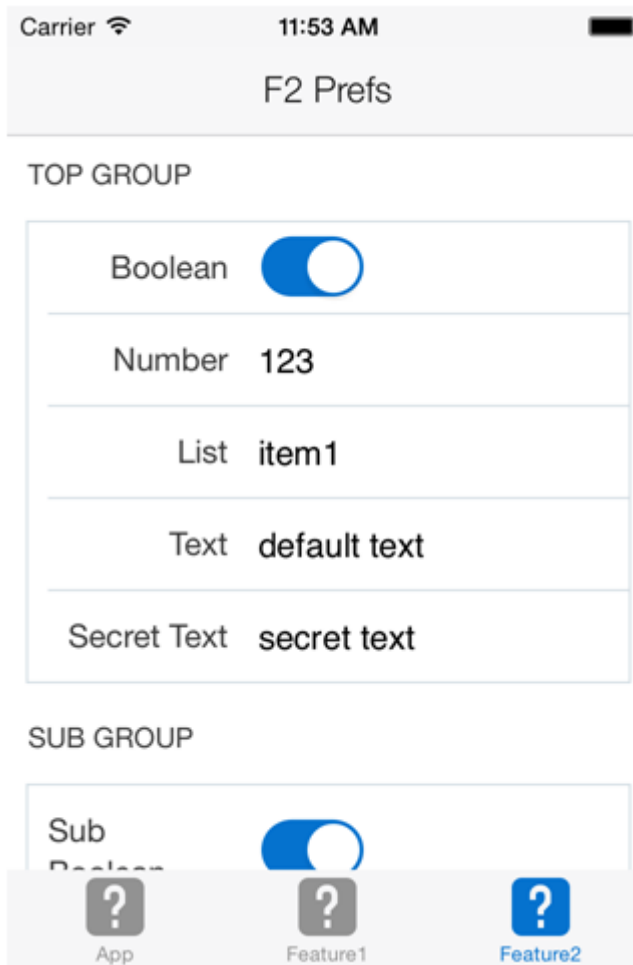 Carrier 11:53 AM
F2 Prefs
TOP GROUP
Boolean
Number 123
List item1
Text default text
Secret Text secret text
SUB GROUP
Sub
Boolean
? ? ?
App Feature1 Feature2